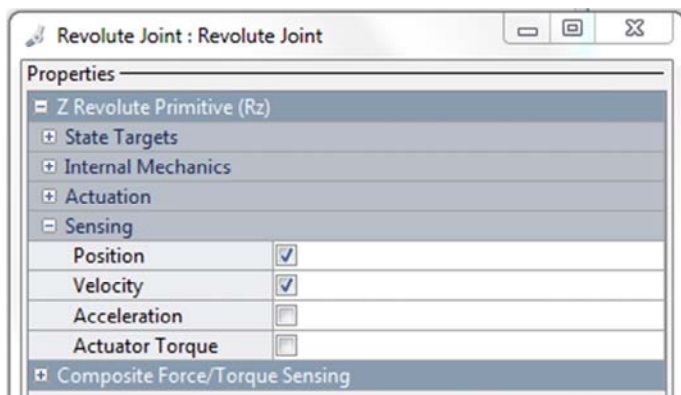 Revolute Joint : Revolute Joint
Properties
Z Revolute Primitive (Rz)
State Targets
Internal Mechanics
Actuation
Sensing
Position
Velocity
Acceleration
Actuator Torque
Composite Force/Torque Sensing